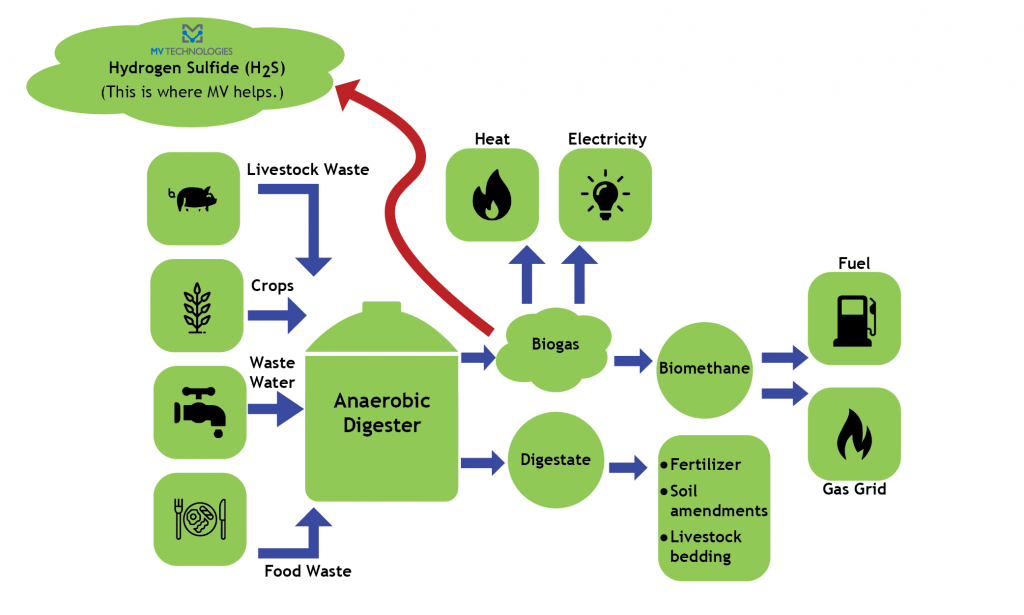 MV TECHNOLOGIES
Hydrogen Sulfide (H2S)
(This is where MV helps.)
Livestock Waste
Crops
Waste
Water
Food Waste
Anaerobic
Digester
Biogas
Digestate
Heat
Electricity
Biomethane
Fuel
Gas Grid
• Fertilizer
• Soil
amendments
• Livestock
bedding